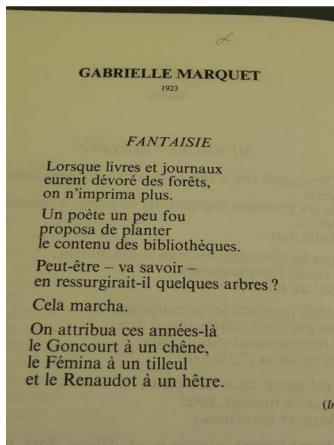 GABRIELLE MARQUET
1923
FANTAISIE
Lorsque livres et journaux
eurent dévoré des forêts,
on n'imprima plus.
Un poète un peu fou
proposa de planter
le contenu des bibliothèques.
Peut-être – va savoir –
en ressurgirait-il quelques arbres ?
Cela marcha.
On attribua ces années-là
le Goncourt à un chêne,
le Fémina à un tilleul
et le Renaudot à un hêtre.